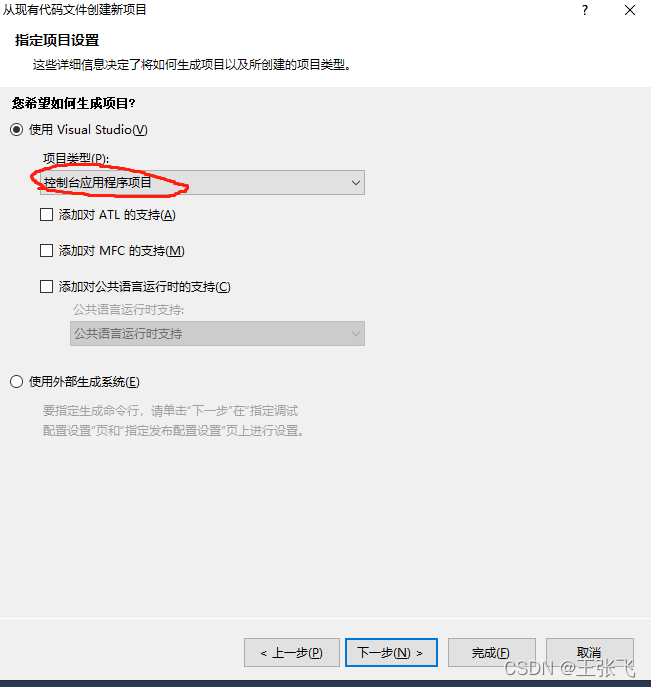 从现有代码文件创建新项目
?
指定项目设置
这些详细信息决定了将如何生成项目以及所创建的项目类型。
您希望如何生成项目?
使用 Visual Studio(V)
项目类型(P):
控制台应用程序项目
添加对 ATL 的支持(A)
添加对 MFC 的支持(M)
添加对公共语言运行时的支持(C)
公共语言运行时支持:
公共语言运行时支持
使用外部生成系统(E)
要指定生成命令行，请单击"下一步"在"指定调试
配置设置"页和"指定发布配置设置"页上进行设置。
< 上一步(P)
下一步(N) >
完成(F)
取消
CSDN @王张飞